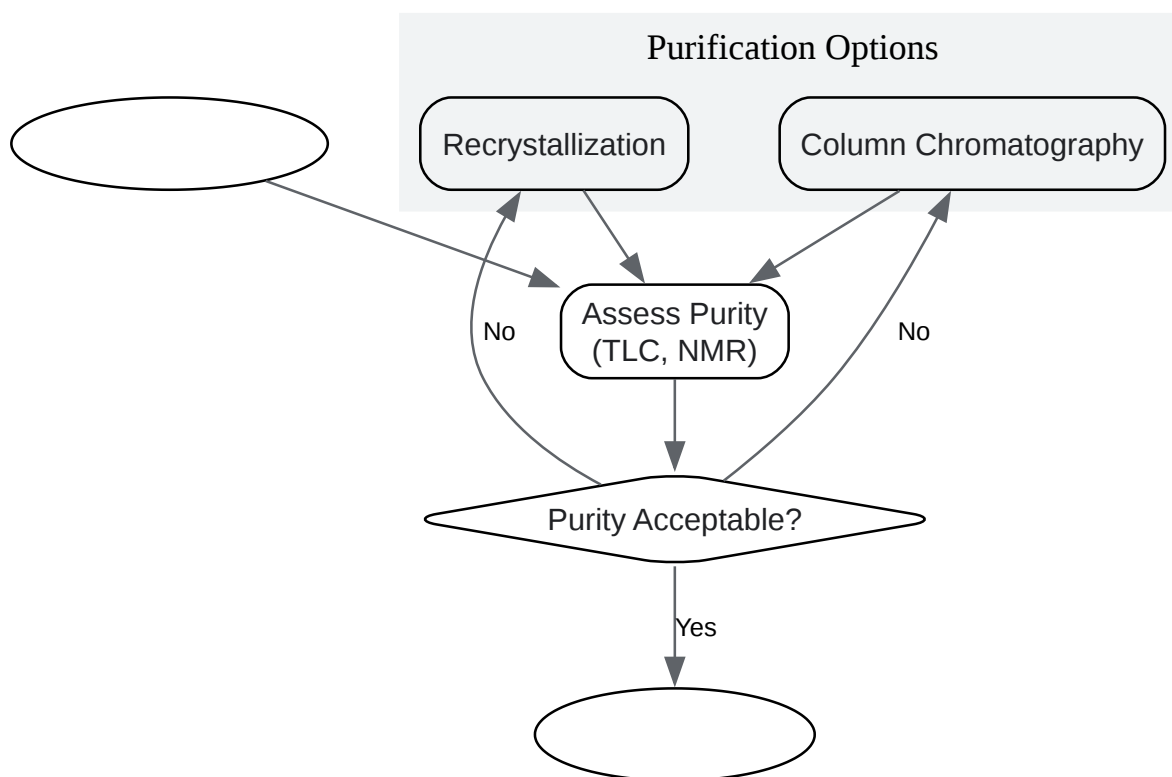 Purification Options
Recrystallization
Column Chromatography
Assess Purity
(TLC, NMR)
No
No
Purity Acceptable?
Yes